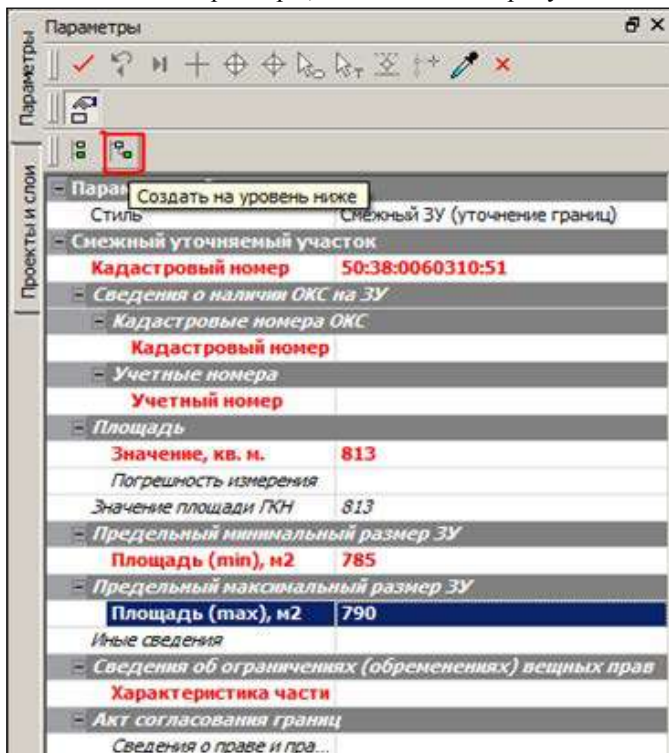 Параметры
Параметры
Проекты и слои
Создать на уровень ниже
Стиль Смежный ЗУ (уточнение границ)
Смежный уточняемый участок
Кадастровый номер 50:38:0060310:51
Сведения о наличии ОКС на ЗУ
Кадастровые номера ОКС
Кадастровый номер
Учетные номера
Учетный номер
Площадь
Значение, кв. м. 813
Погрешность измерения
Значение площади ГКН 813
Предельный минимальный размер ЗУ
Площадь (min), м2 785
Предельный максимальный размер ЗУ
Площадь (max), м2 790
Иные сведения
Сведения об ограничениях (обременениях) вещных прав
Характеристика части
Акт согласования границ
Сведения о праве и пра...